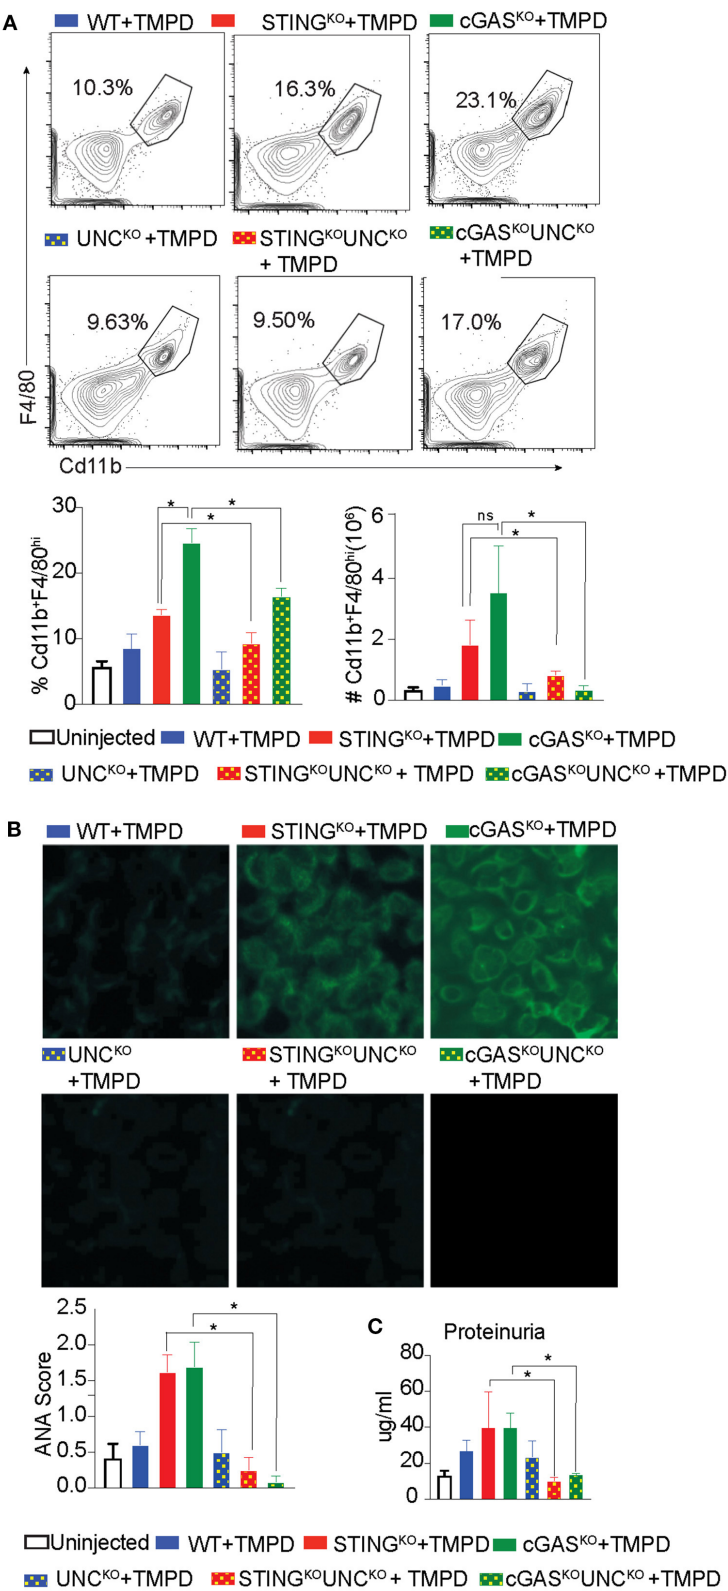 A
WT+TMPD STINGKO+TMPD cGASKO+TMPD
10.3% 16.3% 23.1%
UNCKO +TMPD STINGKOUNCKO + TMPD cGASKOUNCKO +TMPD
9.63% 9.50% 17.0%
F4/80
Cd11b
% Cd11b+F4/80hi
30
20
10
0
* * *
# Cd11b+F4/80hi(106)
6
4
2
0
ns * *
Uninjected WT+TMPD STINGKO+TMPD cGASKO+TMPD
UNCKO+TMPD STINGKOUNCKO + TMPD cGASKOUNCKO +TMPD
B
WT+TMPD STINGKO+TMPD cGASKO+TMPD
UNCKO +TMPD STINGKOUNCKO + TMPD cGASKOUNCKO +TMPD
ANA Score
2.5
2.0
1.5
1.0
0.5
0.0
* *
C
Proteinuria
ug/ml
80
60
40
20
0
* *
Uninjected WT+TMPD STINGKO+TMPD cGASKO+TMPD
UNCKO+TMPD STINGKOUNCKO + TMPD cGASKOUNCKO +TMPD